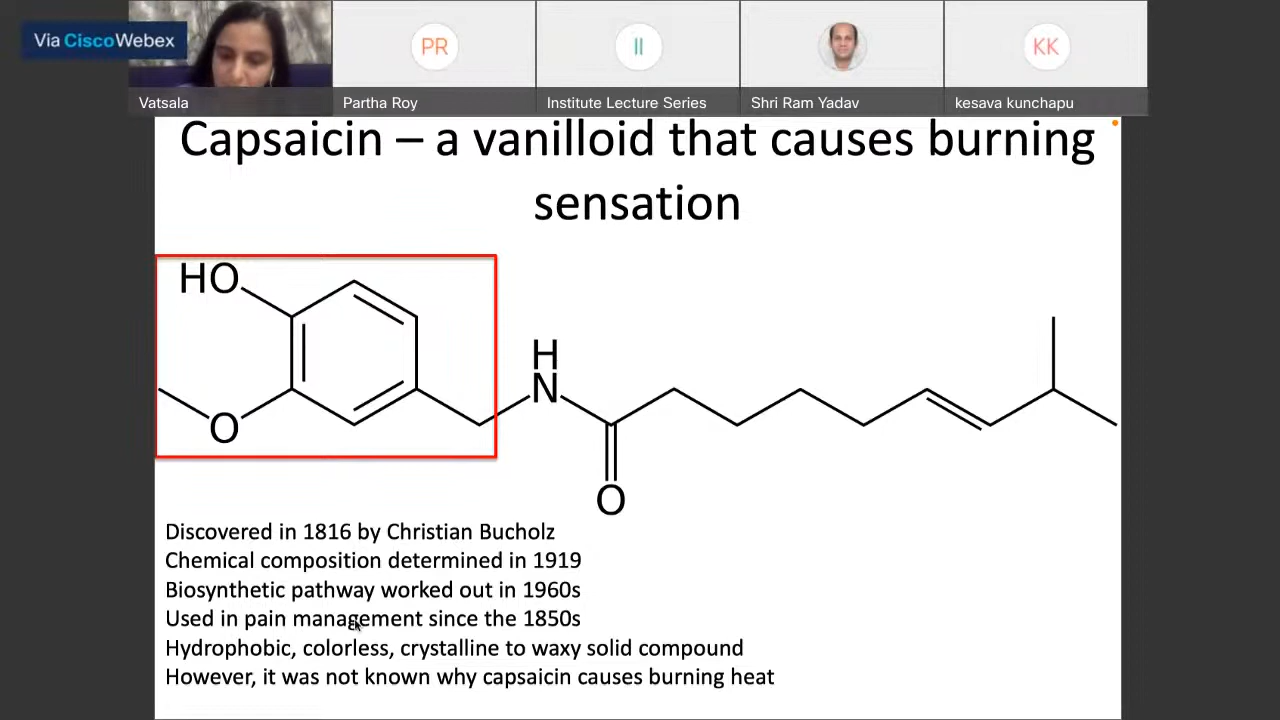 Via CiscoWebex
PR
II
KK
Vatsala
Partha Roy
Institute Lecture Series
Shri Ram Yadav
kesava kunchapu
Capsaicin – a vanilloid that causes burning
sensation
HO
O
H
N
O
Discovered in 1816 by Christian Bucholz
Chemical composition determined in 1919
Biosynthetic pathway worked out in 1960s
Used in pain management since the 1850s
Hydrophobic, colorless, crystalline to waxy solid compound
However, it was not known why capsaicin causes burning heat